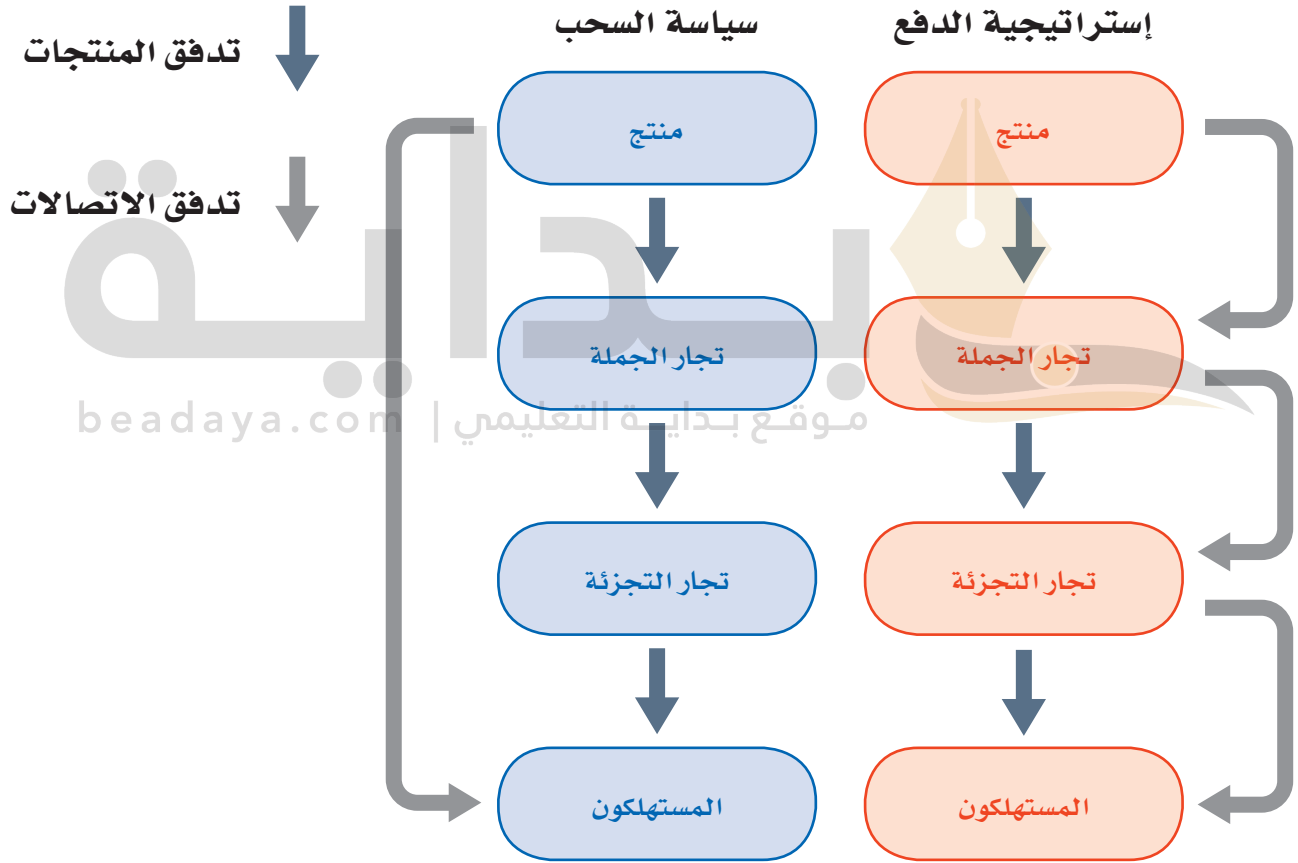 إستراتيجية الدفع
سياسة السحب
تدفق المنتجات
تدفق الاتصالات
منتج
منتج
تجار الجملة
تجار الجملة
بداية
موقع بداية التعليمي | beadaya.com
تجار التجزئة
تجار التجزئة
المستهلكون
المستهلكون